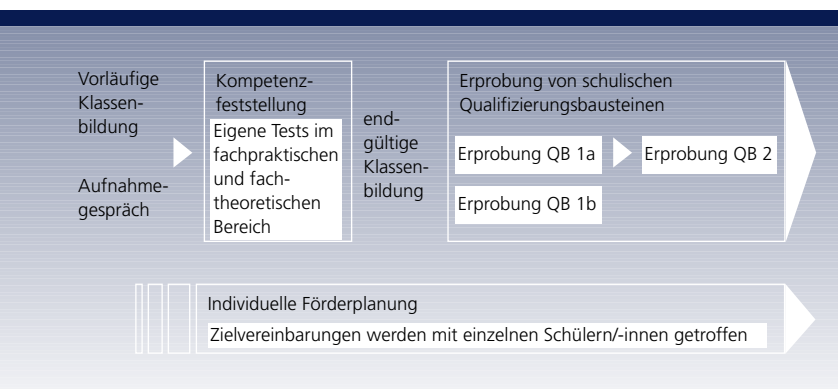 Vorläufige
Klassen-
bildung
Aufnahme-
gespräch
Kompetenz-
feststellung
Eigene Tests im
fachpraktischen
und fach-
theoretischen
Bereich
end-
gültige
Klassen-
bildung
Erprobung von schulischen
Qualifizierungsbausteinen
Erprobung QB 1a
Erprobung QB 2
Erprobung QB 1b
Individuelle Förderplanung
Zielvereinbarungen werden mit einzelnen Schülern/-innen getroffen